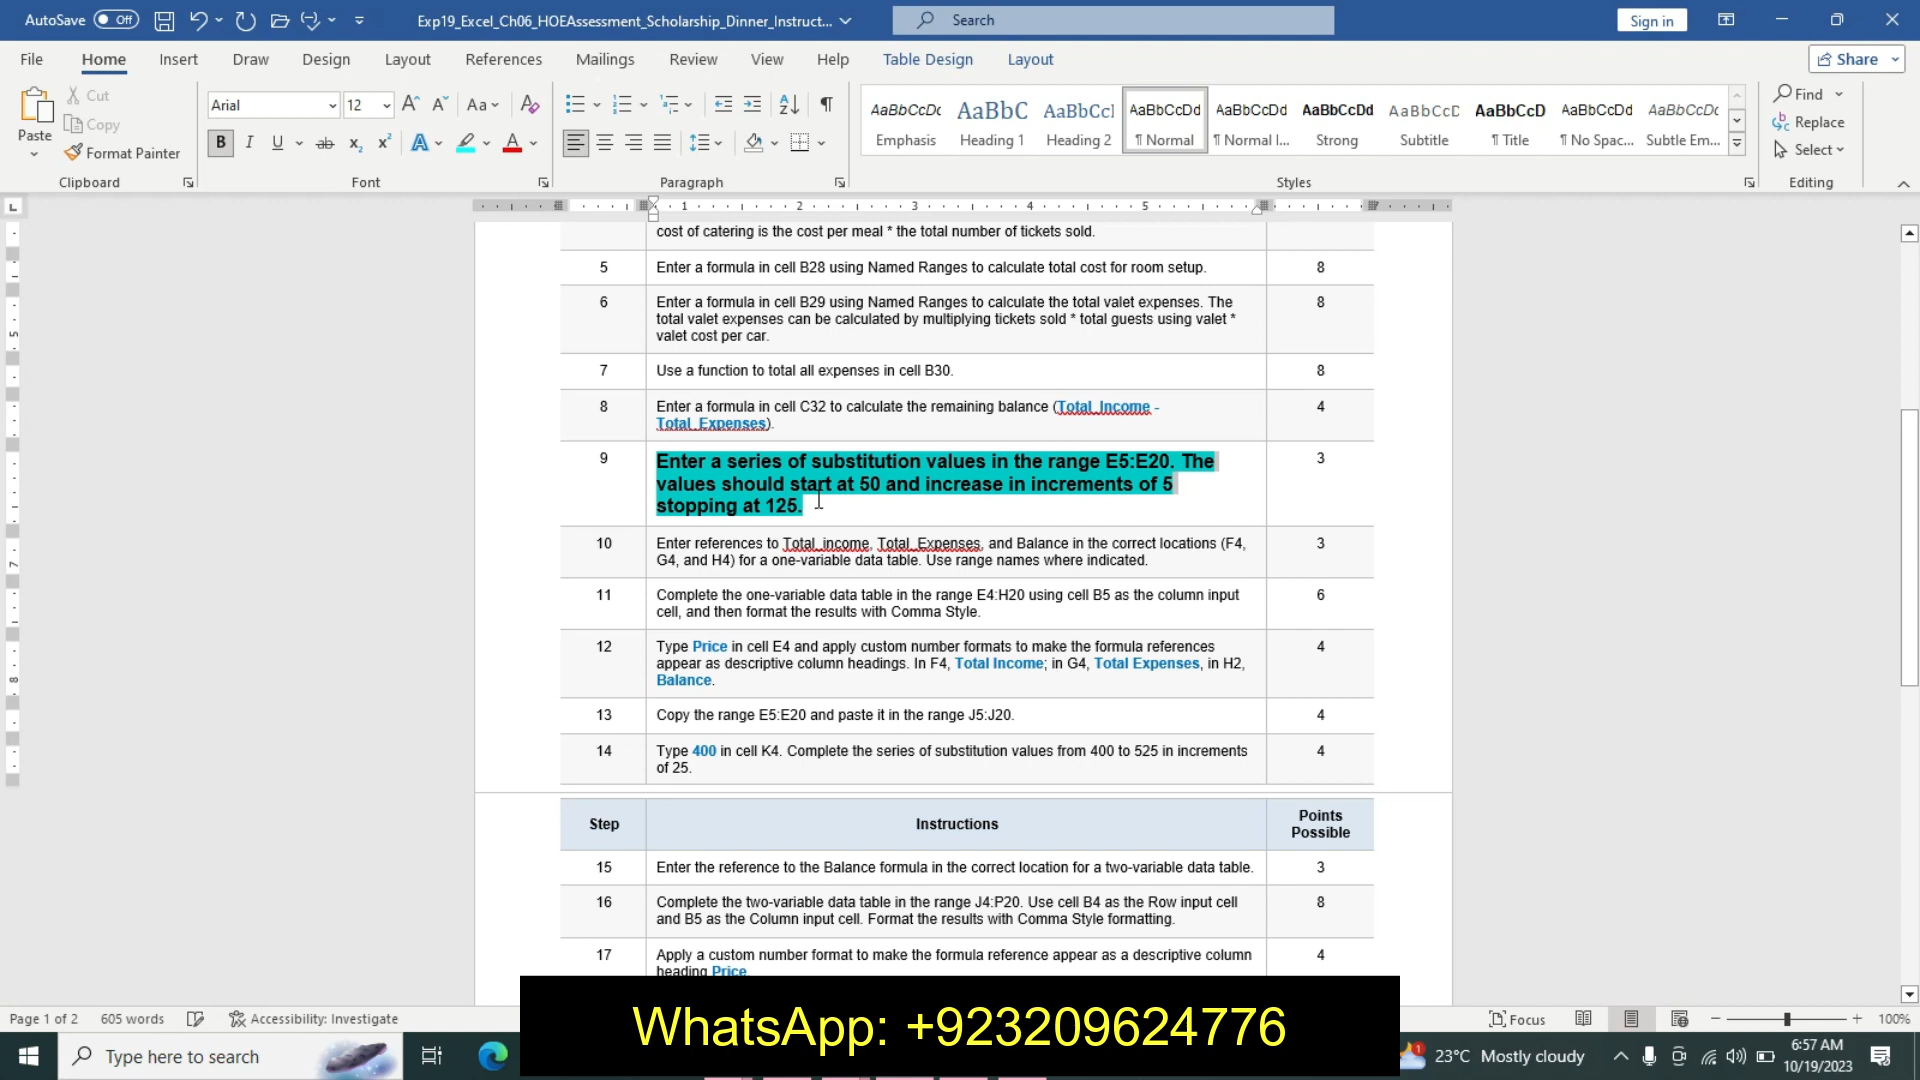 AutoSave Off Exp19_Excel_Ch06_HOEAssessment_Scholarship_Dinner_Instruct... Search Sign in
File Home Insert Draw Design Layout References Mailings Review View Help Table Design Layout Share
Paste Cut Copy Format Painter
Arial 12 Aa
B I U ab x₂ x² A A
AaBbCcDc AaBbC AaBbCcI AaBbCcDd AaBbCcDd AaBbCcDd AaBbCcD AaBbCcD AaBbCcDd AaBbCcDc
Emphasis Heading 1 Heading 2 ¶ Normal ¶ Normal I... Strong Subtitle ¶ Title ¶ No Spac... Subtle Em...
Find
Replace
Select
Clipboard Font Paragraph Styles Editing
1 2 3 4 5
cost of catering is the cost per meal * the total number of tickets sold.
5 Enter a formula in cell B28 using Named Ranges to calculate total cost for room setup. 8
6 Enter a formula in cell B29 using Named Ranges to calculate the total valet expenses. The 8
total valet expenses can be calculated by multiplying tickets sold * total guests using valet *
valet cost per car.
7 Use a function to total all expenses in cell B30. 8
8 Enter a formula in cell C32 to calculate the remaining balance (Total_Income - 4
Total_Expenses).
9 Enter a series of substitution values in the range E5:E20. The 3
values should start at 50 and increase in increments of 5
stopping at 125.
10 Enter references to Total_income, Total_Expenses, and Balance in the correct locations (F4, 3
G4, and H4) for a one-variable data table. Use range names where indicated.
11 Complete the one-variable data table in the range E4:H20 using cell B5 as the column input 6
cell, and then format the results with Comma Style.
12 Type Price in cell E4 and apply custom number formats to make the formula references 4
appear as descriptive column headings. In F4, Total Income; in G4, Total Expenses, in H2,
Balance.
13 Copy the range E5:E20 and paste it in the range J5:J20. 4
14 Type 400 in cell K4. Complete the series of substitution values from 400 to 525 in increments 4
of 25.
Step Instructions Points
Possible
15 Enter the reference to the Balance formula in the correct location for a two-variable data table. 3
16 Complete the two-variable data table in the range J4:P20. Use cell B4 as the Row input cell 8
and B5 as the Column input cell. Format the results with Comma Style formatting.
17 Apply a custom number format to make the formula reference appear as a descriptive column 4
heading Price
WhatsApp: +923209624776
Page 1 of 2 605 words Accessibility: Investigate Focus 100%
Type here to search 1 23°C Mostly cloudy 6:57 AM
10/19/2023